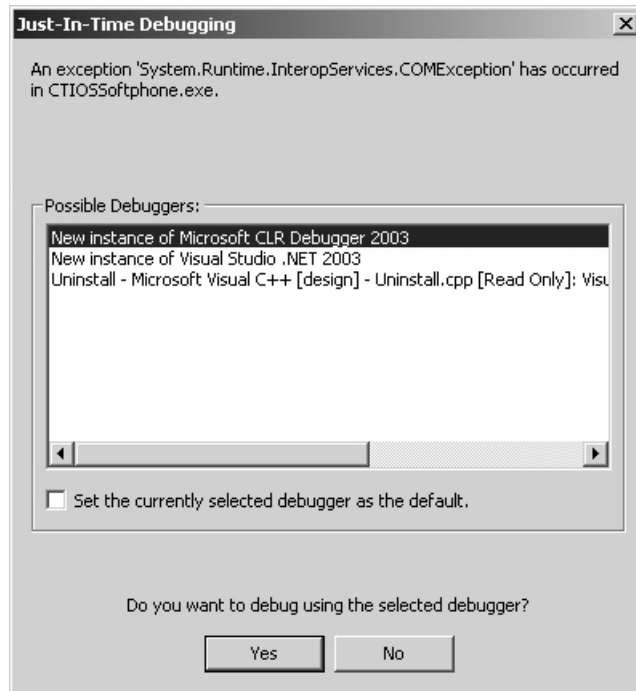 Just-In-Time Debugging
An exception 'System.Runtime.InteropServices.COMException' has occurred
in CTIOSSoftphone.exe.
Possible Debuggers:
New instance of Microsoft CLR Debugger 2003
New instance of Visual Studio .NET 2003
Uninstall - Microsoft Visual C++ [design] - Uninstall.cpp [Read Only]: Visu
Set the currently selected debugger as the default.
Do you want to debug using the selected debugger?
Yes
No